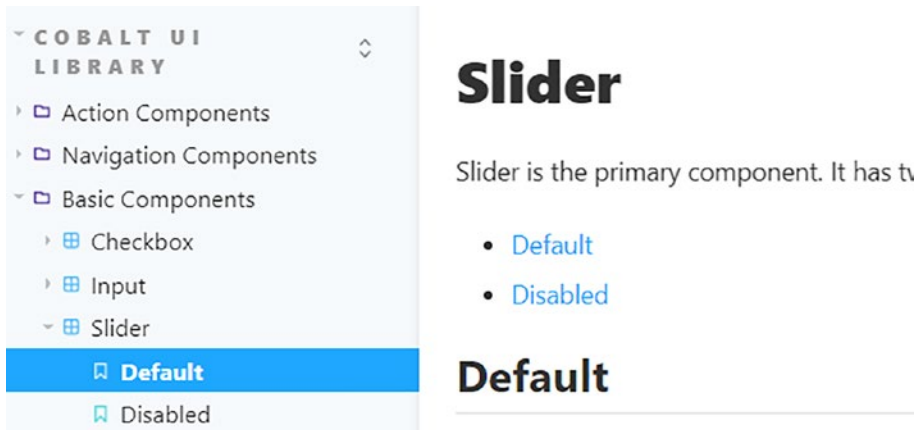 COBALT UI
LIBRARY
Action Components
Navigation Components
Basic Components
Checkbox
Input
Slider
Default
Disabled
Slider
Slider is the primary component. It has
Default
Disabled
Default